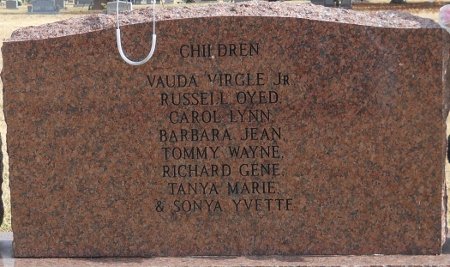 CHILDREN
VAUDA VIRGLE Jr.
RUSSELL OYED,
CAROL LYNN,
BARBARA JEAN,
TOMMY WAYNE,
RICHARD GENE,
TANYA MARIE
& SONYA YVETTE